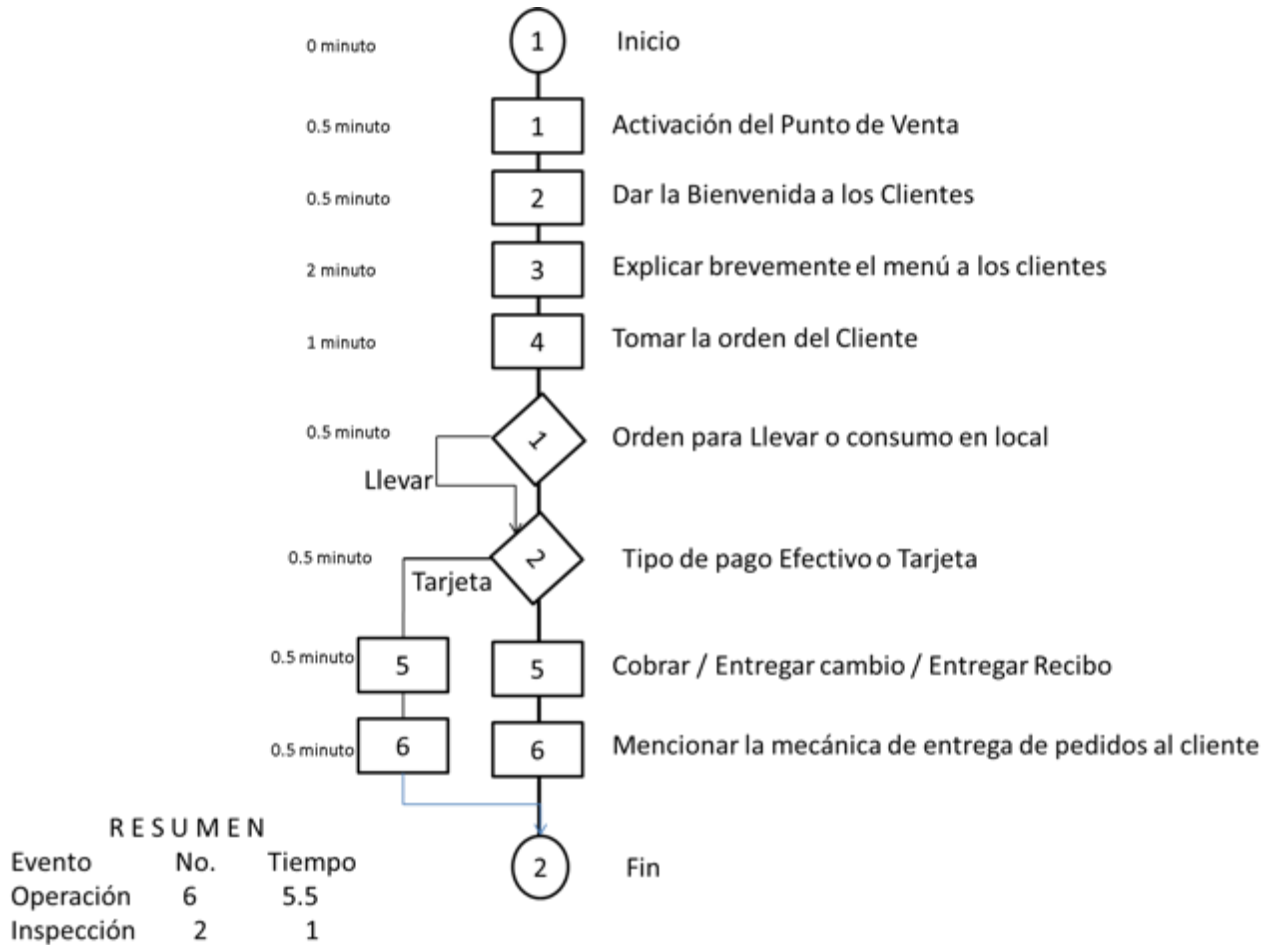 0 minuto 1 Inicio
0.5 minuto 1 Activación del Punto de Venta
0.5 minuto 2 Dar la Bienvenida a los Clientes
2 minuto 3 Explicar brevemente el menú a los clientes
1 minuto 4 Tomar la orden del Cliente
0.5 minuto 1 Orden para Llevar o consumo en local
Llevar
0.5 minuto 2 Tipo de pago Efectivo o Tarjeta
Tarjeta
0.5 minuto 5 5 Cobrar / Entregar cambio / Entregar Recibo
0.5 minuto 6 6 Mencionar la mecánica de entrega de pedidos al cliente
2 Fin
R E S U M E N
Evento No. Tiempo
Operación 6 5.5
Inspección 2 1